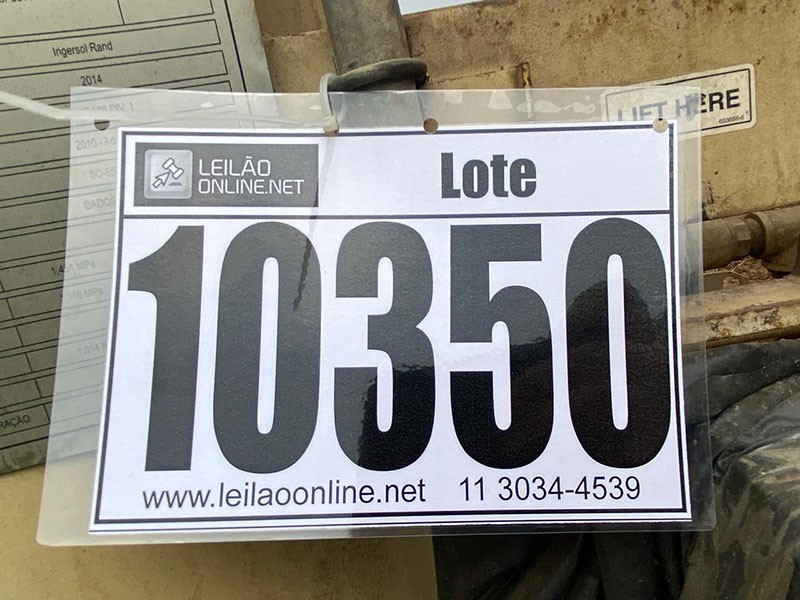 Ingersol Rand
2014
LIFT HERE
LEILÃO
ONLINE.NET
Lote
10350
www.leilaoonline.net 11 3034-4539